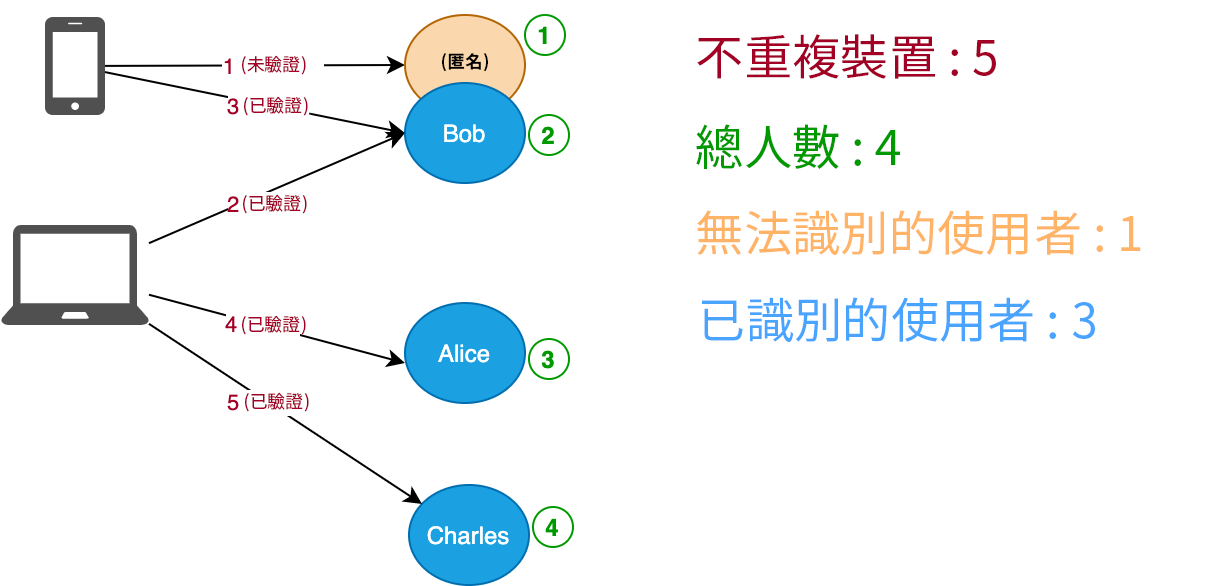 1
不重複裝置 : 5
1 (未驗證)
(匿名)
3 (已驗證)
Bob
2
總人數 : 4
2 (已驗證)
無法識別的使用者 : 1
4 (已驗證)
已識別的使用者 : 3
Alice
3
5 (已驗證)
Charles
4